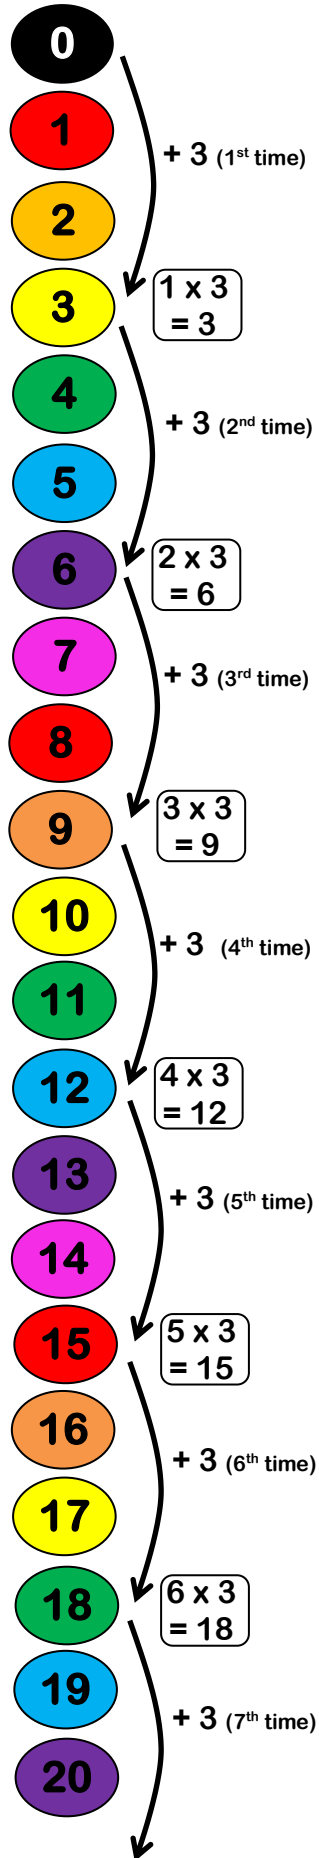 0
1
+ 3 (1st time)
2
3
1 x 3
= 3
4
+ 3 (2nd time)
5
6
2 x 3
= 6
7
+ 3 (3rd time)
8
9
3 x 3
= 9
10
+ 3 (4th time)
11
12
4 x 3
= 12
13
+ 3 (5th time)
14
15
5 x 3
= 15
16
+ 3 (6th time)
17
18
6 x 3
= 18
19
+ 3 (7th time)
20